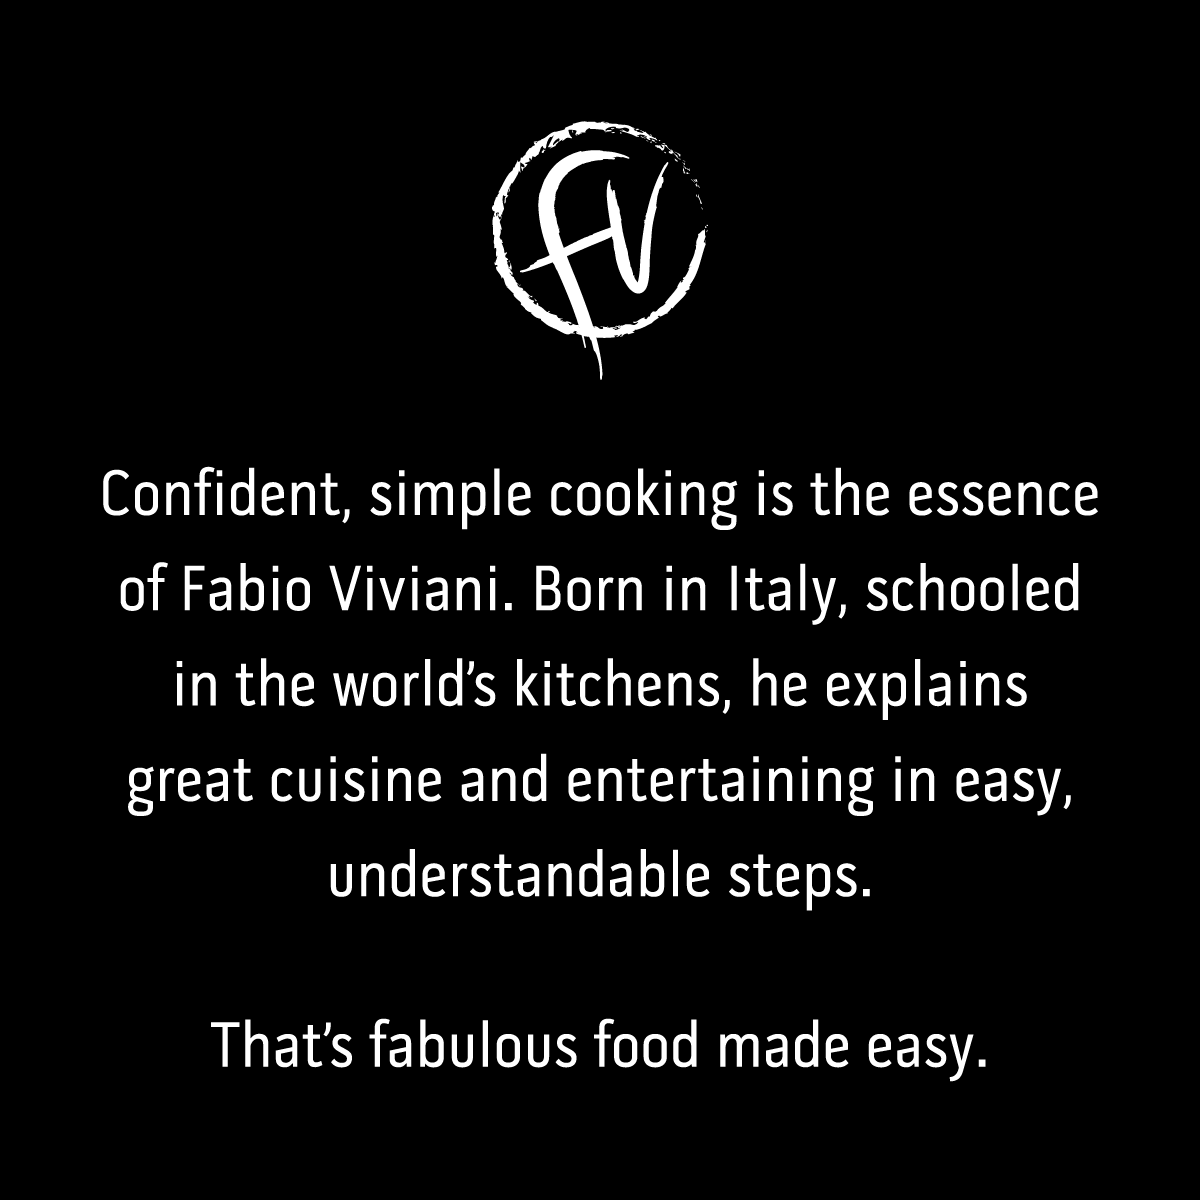 fv
Confident, simple cooking is the essence
of Fabio Viviani. Born in Italy, schooled
in the world’s kitchens, he explains
great cuisine and entertaining in easy,
understandable steps.
That’s fabulous food made easy.